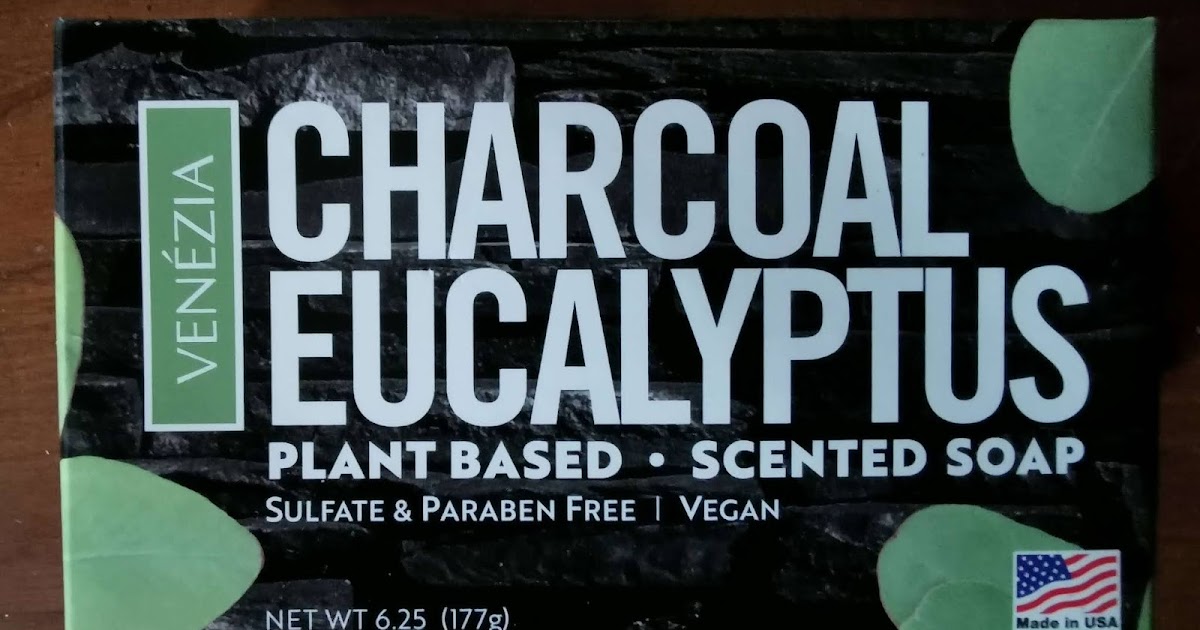 VENÉZIA
CHARCOAL
EUCALYPTUS
PLANT BASED • SCENTED SOAP
SULFATE & PARABEN FREE | VEGAN
NET WT 6.25 (177g)
Made in USA